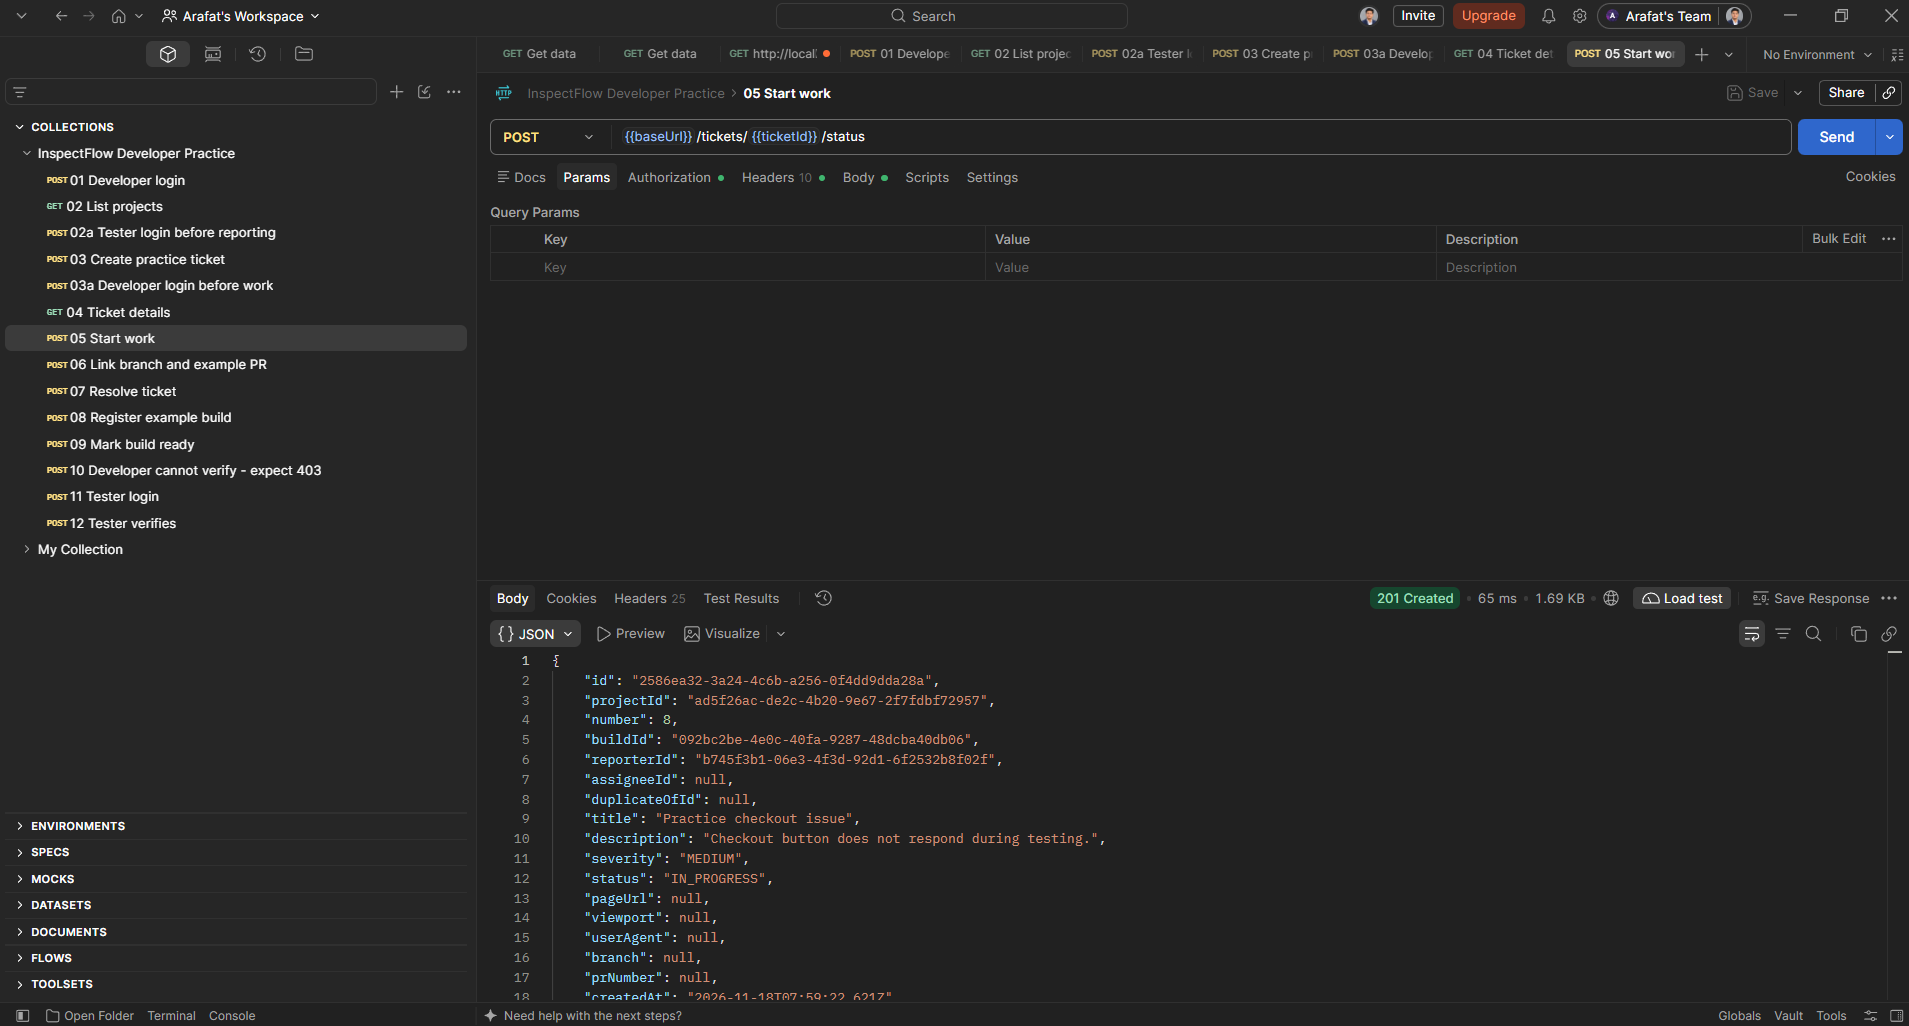 Arafat's Workspace
Search
Invite
Upgrade
A
Arafat's Team
GET Get data
GET Get data
GET http://local
POST 01 Develope
GET 02 List projec
POST 02a Tester l
POST 03 Create p
POST 03a Develop
GET 04 Ticket det
POST 05 Start wo
No Environment
HTTP
InspectFlow Developer Practice > 05 Start work
Save
Share
COLLECTIONS
InspectFlow Developer Practice
POST 01 Developer login
GET 02 List projects
POST 02a Tester login before reporting
POST 03 Create practice ticket
POST 03a Developer login before work
GET 04 Ticket details
POST 05 Start work
POST 06 Link branch and example PR
POST 07 Resolve ticket
POST 08 Register example build
POST 09 Mark build ready
POST 10 Developer cannot verify - expect 403
POST 11 Tester login
POST 12 Tester verifies
My Collection
ENVIRONMENTS
SPECS
MOCKS
DATASETS
DOCUMENTS
FLOWS
TOOLSETS
POST
{{baseUrl}} /tickets/ {{ticketId}} /status
Send
Docs
Params
Authorization
Headers 10
Body
Scripts
Settings
Cookies
Query Params
Key Value Description Bulk Edit
Key Value Description
Body
Cookies
Headers 25
Test Results
201 Created
65 ms
1.69 KB
Load test
e.g. Save Response
{} JSON
Preview
Visualize
1 {
2 "id": "2586ea32-3a24-4c6b-a256-0f4dd9dda28a",
3 "projectId": "ad5f26ac-de2c-4b20-9e67-2f7fdbf72957",
4 "number": 8,
5 "buildId": "092bc2be-4e0c-40fa-9287-48dcba40db06",
6 "reporterId": "b745f3b1-06e3-4f3d-92d1-6f2532b8f02f",
7 "assigneeId": null,
8 "duplicateOfId": null,
9 "title": "Practice checkout issue",
10 "description": "Checkout button does not respond during testing.",
11 "severity": "MEDIUM",
12 "status": "IN_PROGRESS",
13 "pageUrl": null,
14 "viewport": null,
15 "userAgent": null,
16 "branch": null,
17 "prNumber": null,
18 "createdAt": "2026-11-18T07:59:22.621Z"
Open Folder
Terminal
Console
Need help with the next steps?
Globals
Vault
Tools